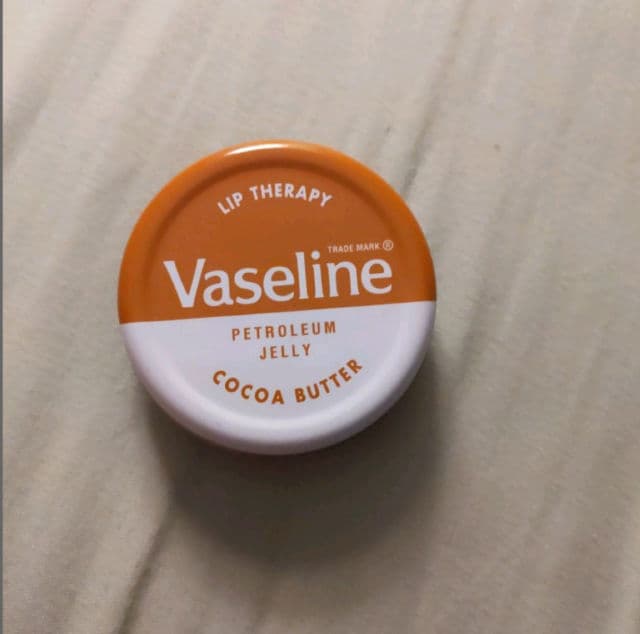 LIP THERAPY
TRADE MARK ®
Vaseline
PETROLEUM
JELLY
COCOA BUTTER